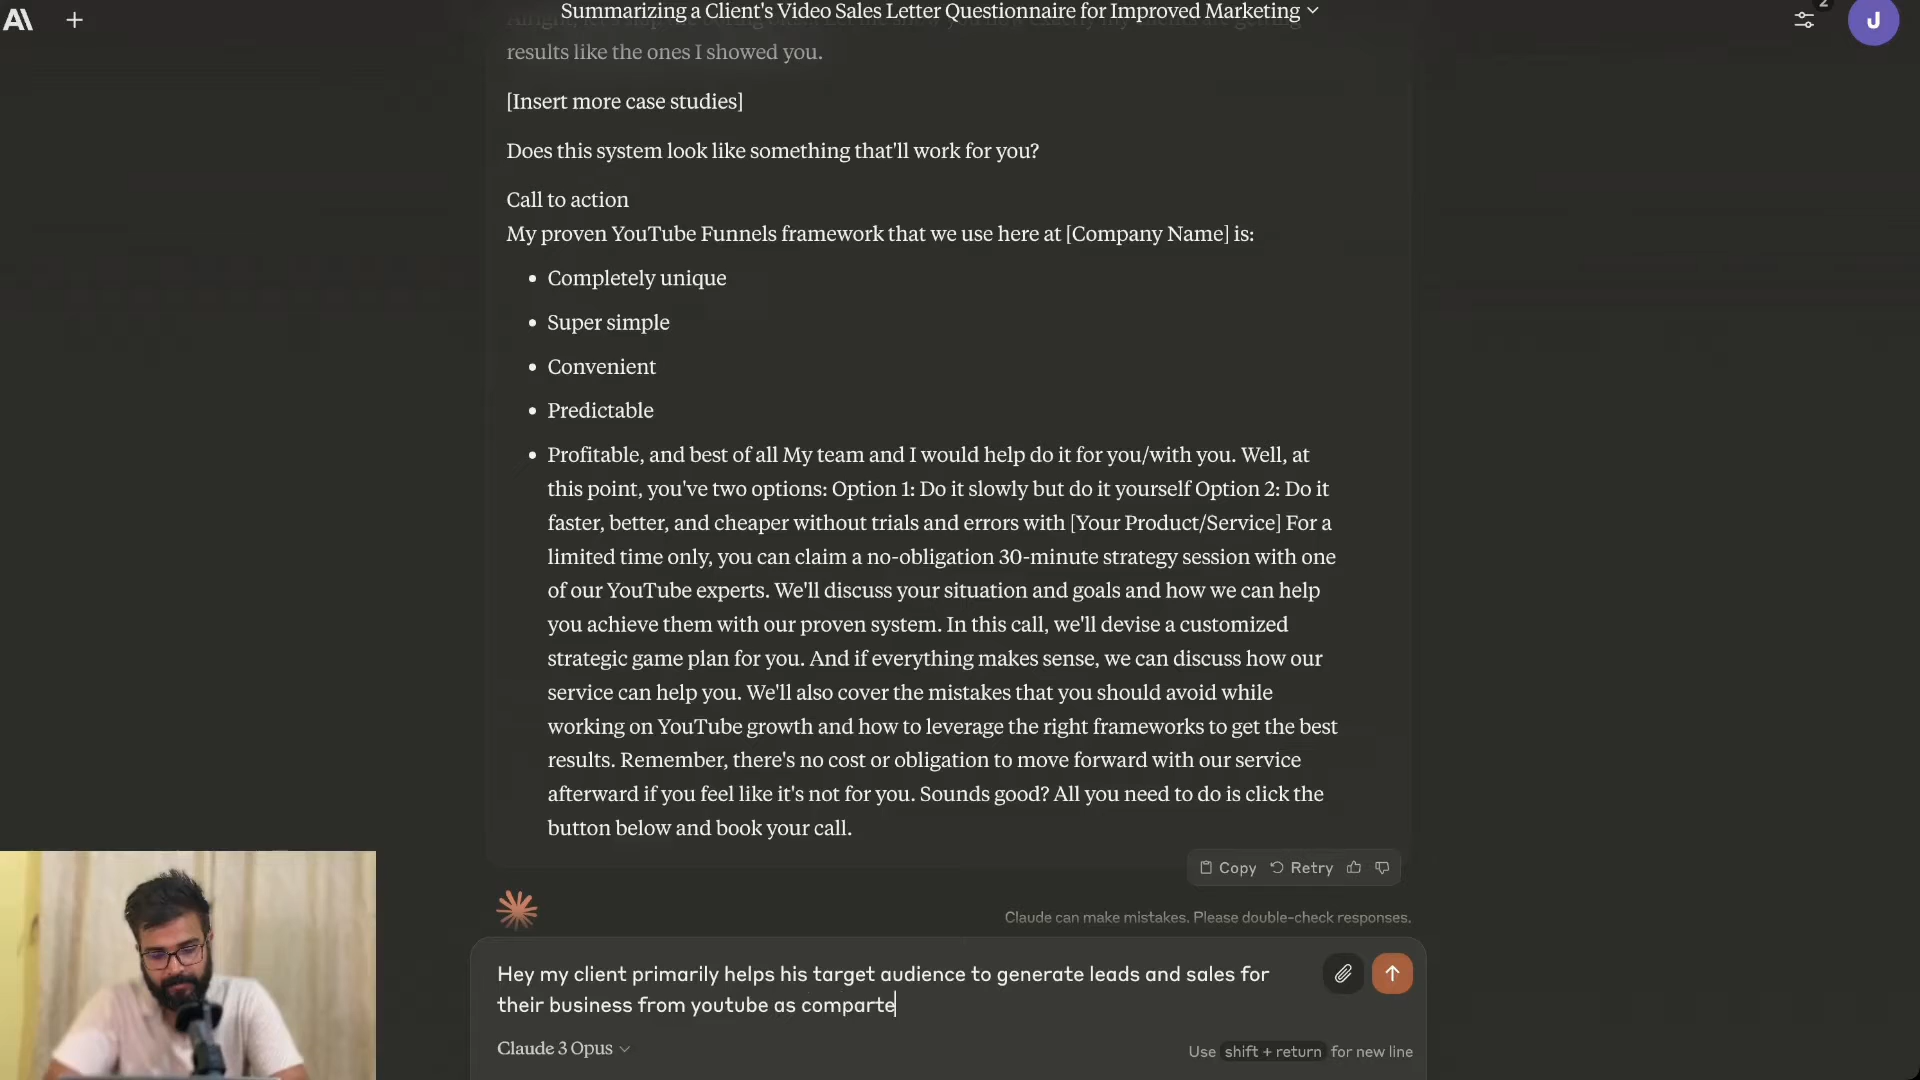 Summarizing a Client's Video Sales Letter Questionnaire for Improved Marketing
2
J
results like the ones I showed you.
[Insert more case studies]
Does this system look like something that'll work for you?
Call to action
My proven YouTube Funnels framework that we use here at [Company Name] is:
• Completely unique
• Super simple
• Convenient
• Predictable
• Profitable, and best of all My team and I would help do it for you/with you. Well, at
this point, you've two options: Option 1: Do it slowly but do it yourself Option 2: Do it
faster, better, and cheaper without trials and errors with [Your Product/Service] For a
limited time only, you can claim a no-obligation 30-minute strategy session with one
of our YouTube experts. We'll discuss your situation and goals and how we can help
you achieve them with our proven system. In this call, we'll devise a customized
strategic game plan for you. And if everything makes sense, we can discuss how our
service can help you. We'll also cover the mistakes that you should avoid while
working on YouTube growth and how to leverage the right frameworks to get the best
results. Remember, there's no cost or obligation to move forward with our service
afterward if you feel like it's not for you. Sounds good? All you need to do is click the
button below and book your call.
Copy Retry
Claude can make mistakes. Please double-check responses.
Hey my client primarily helps his target audience to generate leads and sales for
their business from youtube as comparte
Claude 3 Opus
Use shift + return for new line